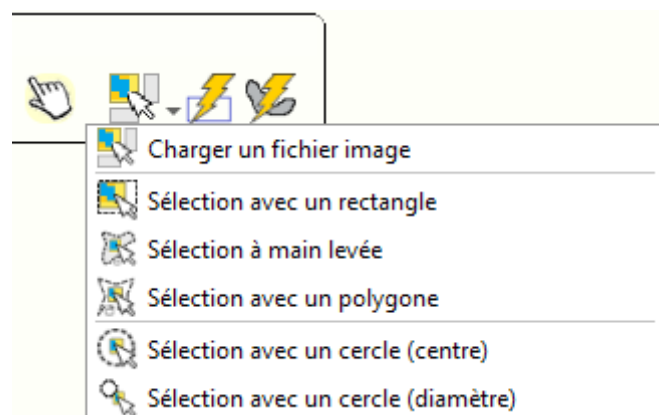 Charger un fichier image
Sélection avec un rectangle
Sélection à main levée
Sélection avec un polygone
Sélection avec un cercle (centre)
Sélection avec un cercle (diamètre)